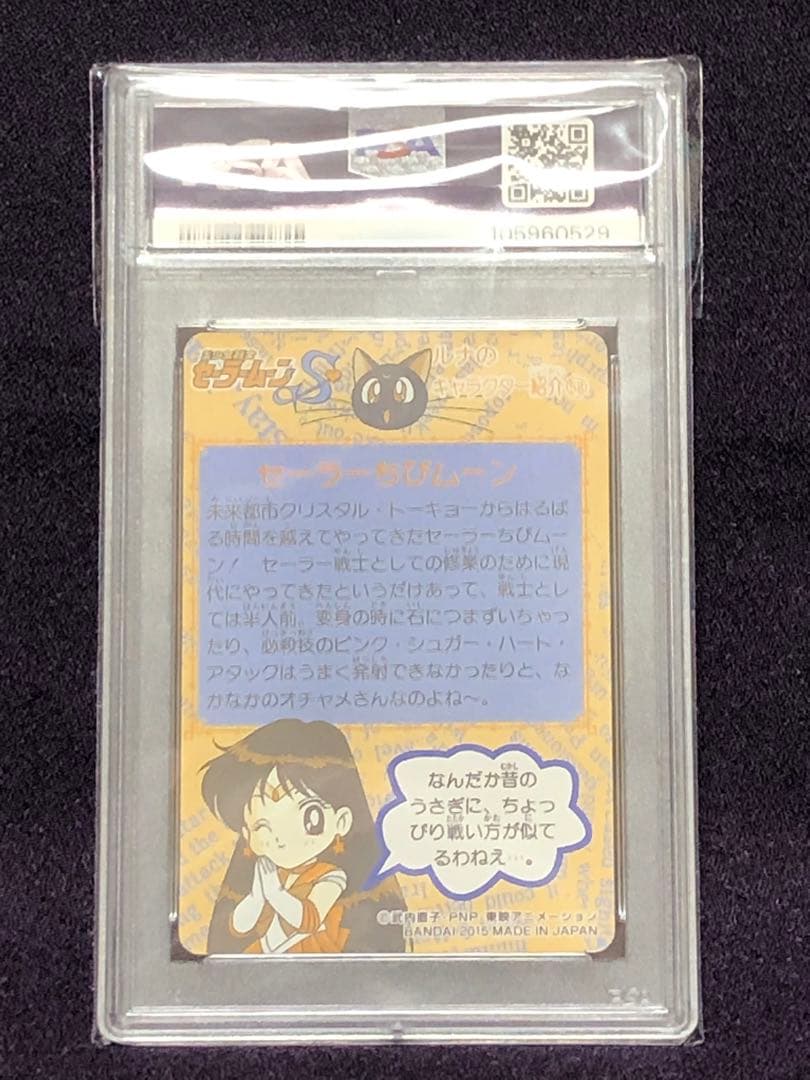 PSA
105960529
美少女戦士
セーラームーンS
ルナの
キャラクター紹介
セーラーちびムーン
未来都市クリスタル・トーキョーからはるば
る時間を越えてやってきたセーラーちびムー
ン! セーラー戦士としての修業のために現
代にやってきたというだけあって、戦士とし
ては半人前。変身の時に石につまずいちゃっ
たり、必殺技のピンク・シュガー・ハート・
アタックはうまく発射できなかったりと、な
かなかのオチャメさんなのよね〜。
なんだか昔の
うさぎに、ちょっ
ぴり戦い方が似て
るわねえ…。
©武内直子・PNP・東映アニメーション
BANDAI 2015 MADE IN JAPAN